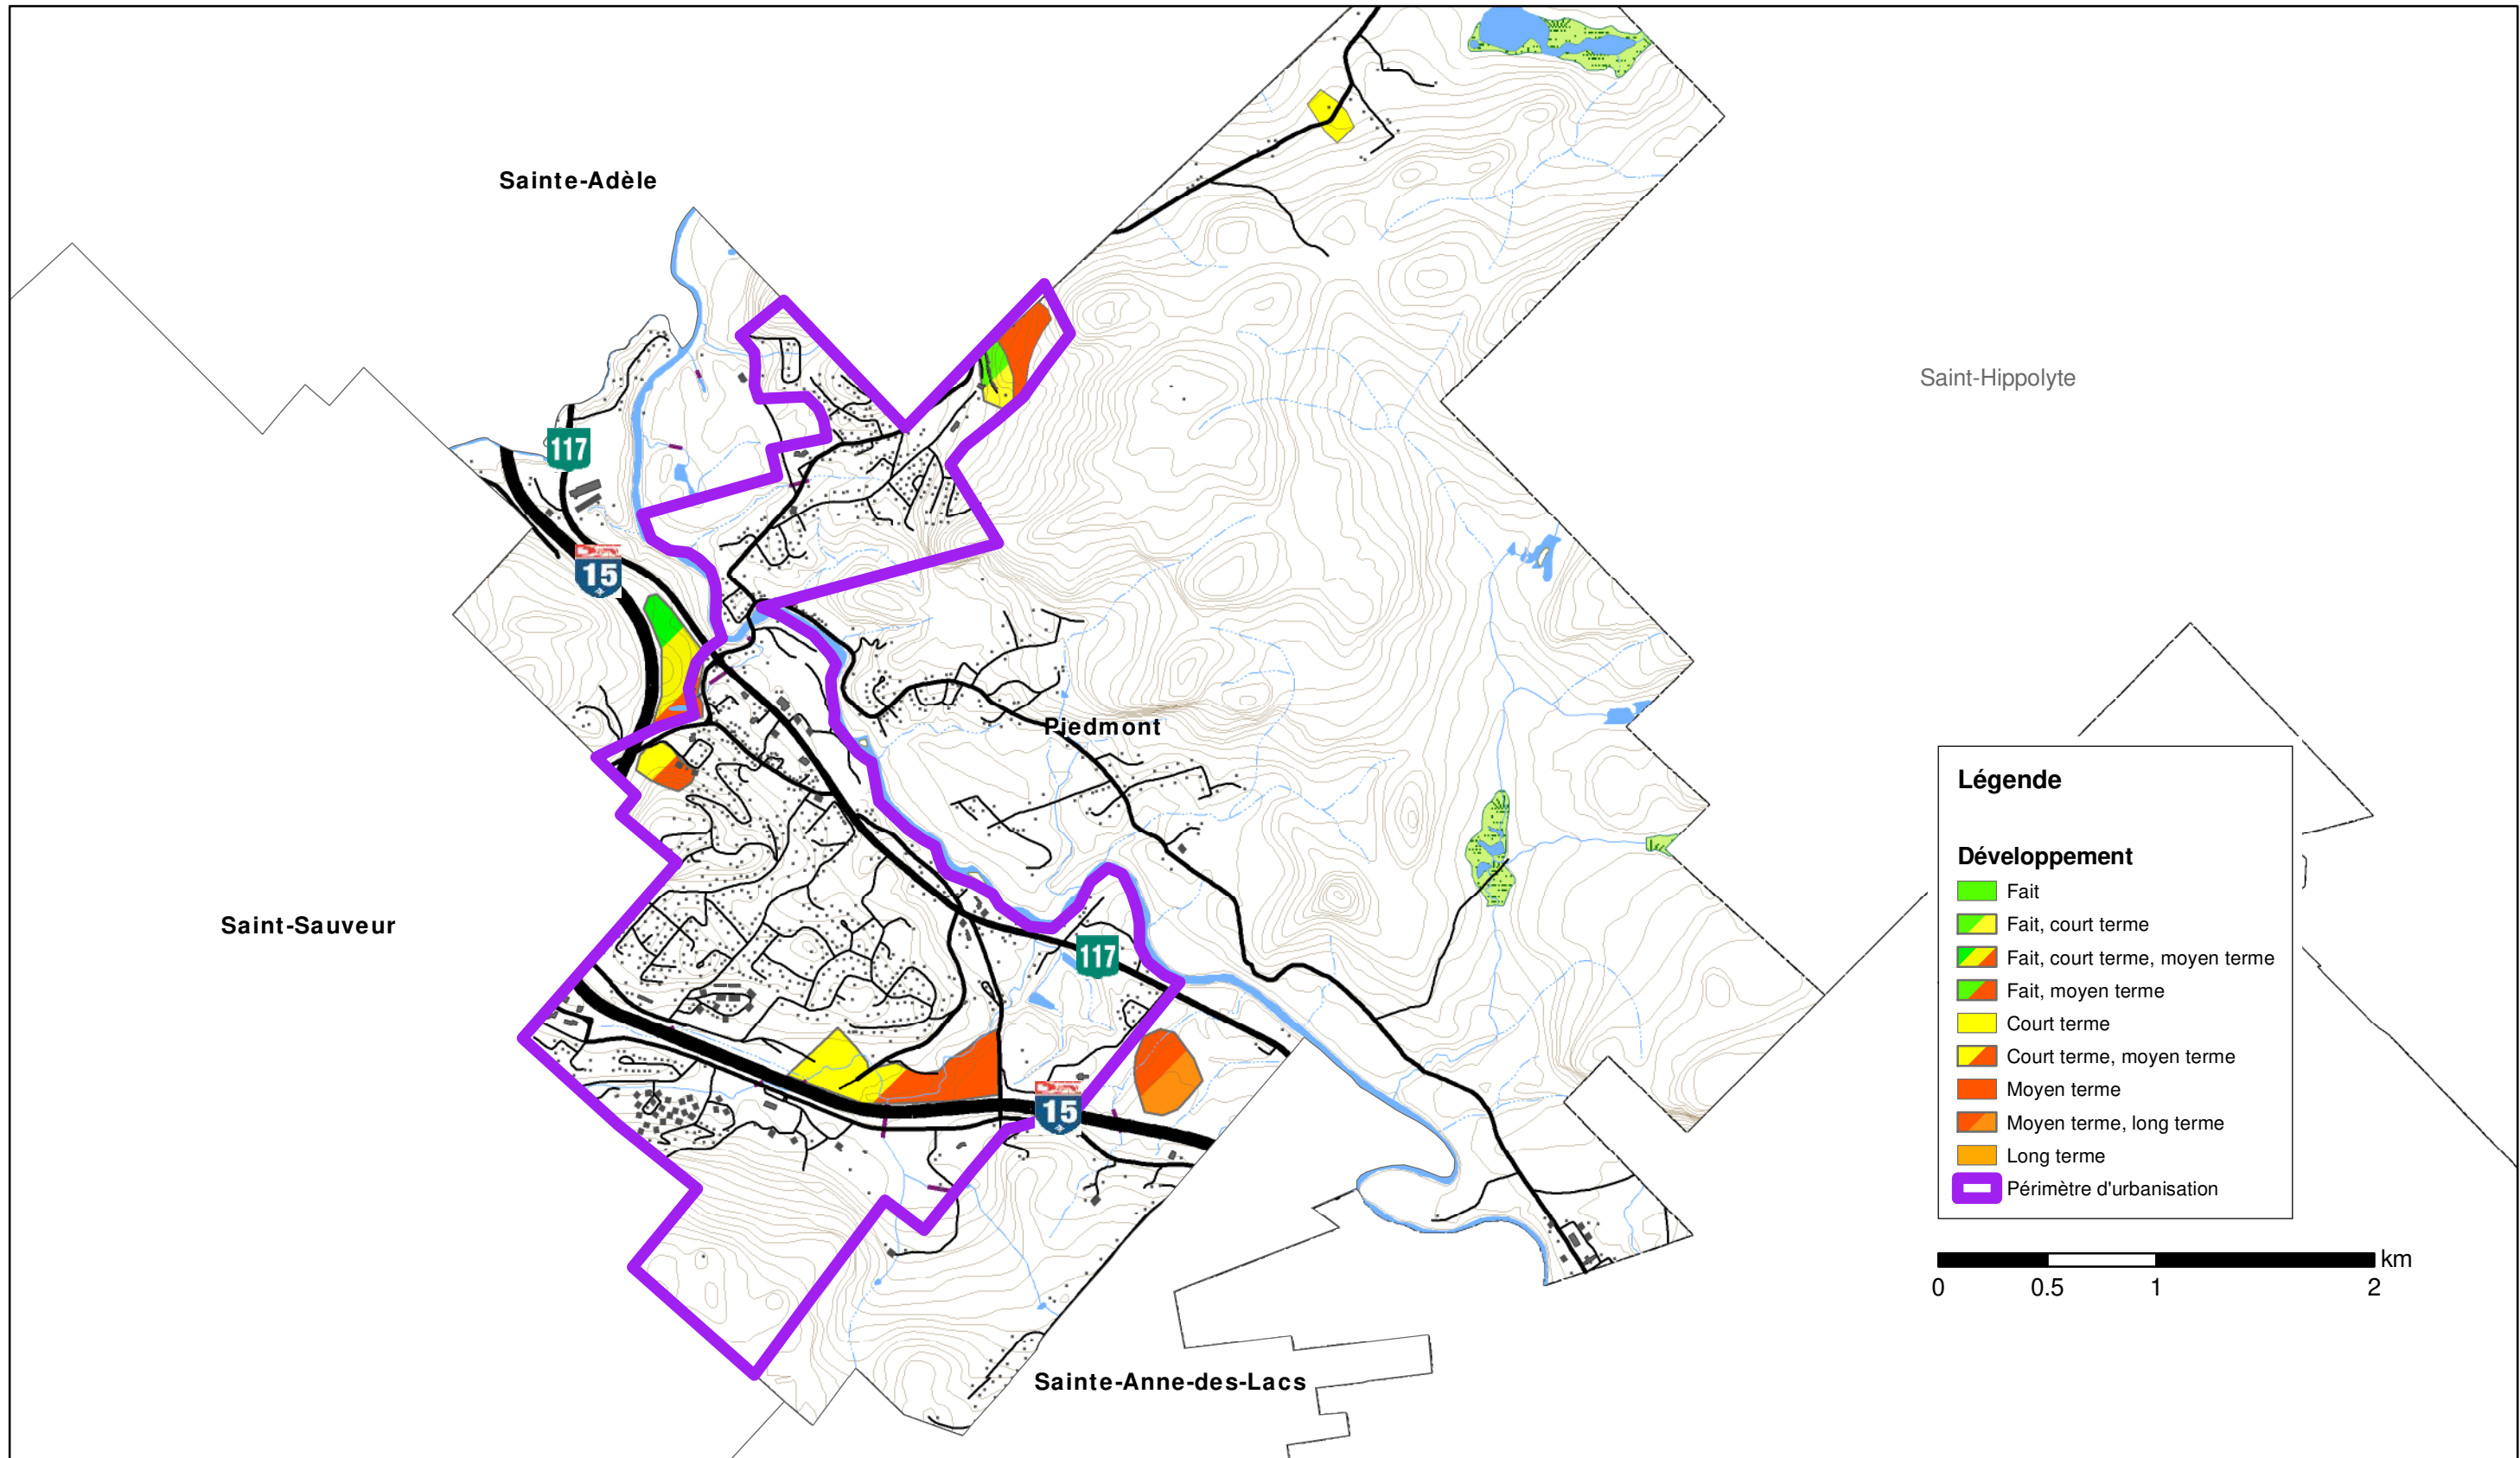 Sainte-Adèle
Saint-Hippolyte
117
15
Piedmont
Saint-Sauveur
117
15
Sainte-Anne-des-Lacs
Légende
Développement
Fait
Fait, court terme
Fait, court terme, moyen terme
Fait, moyen terme
Court terme
Court terme, moyen terme
Moyen terme
Moyen terme, long terme
Long terme
Périmètre d'urbanisation
km
0 0.5 1 2